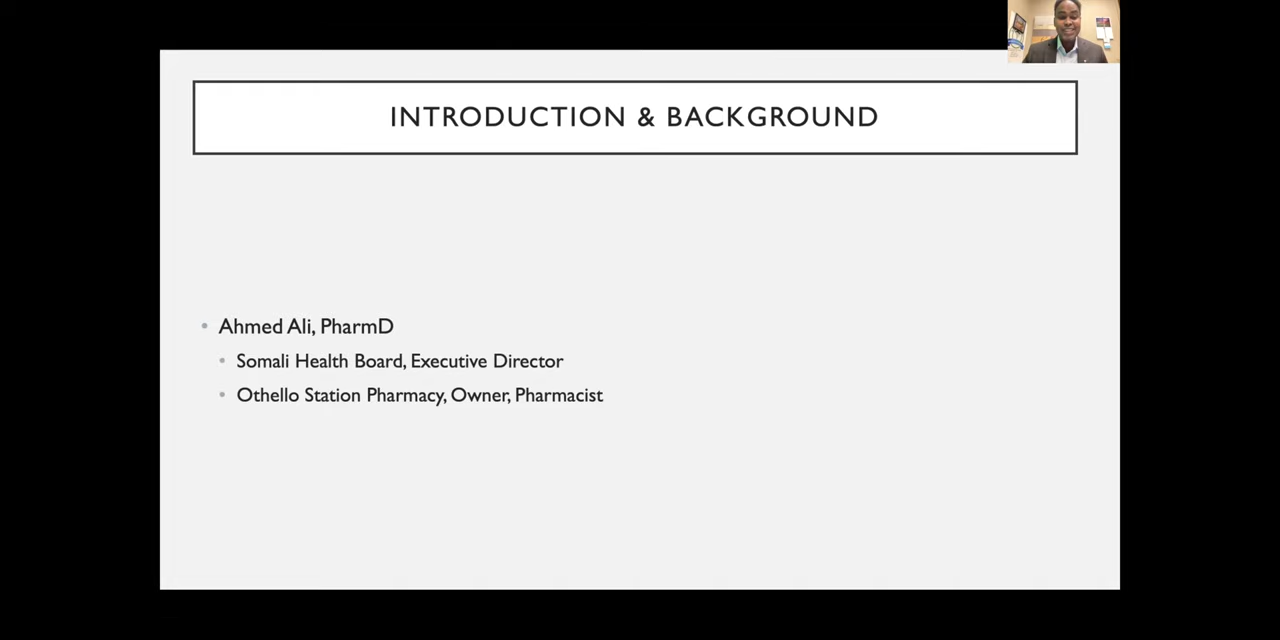 INTRODUCTION & BACKGROUND
Ahmed Ali, PharmD
Somali Health Board, Executive Director
Othello Station Pharmacy, Owner, Pharmacist